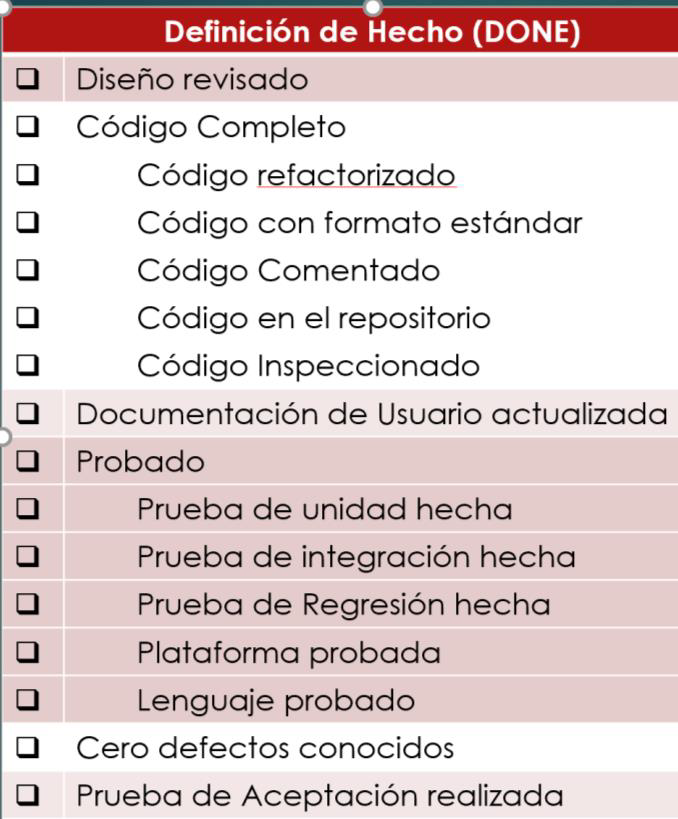 Definición de Hecho (DONE)
❑ Diseño revisado
❑ Código Completo
❑ Código refactorizado
❑ Código con formato estándar
❑ Código Comentado
❑ Código en el repositorio
❑ Código Inspeccionado
❑ Documentación de Usuario actualizada
❑ Probado
❑ Prueba de unidad hecha
❑ Prueba de integración hecha
❑ Prueba de Regresión hecha
❑ Plataforma probada
❑ Lenguaje probado
❑ Cero defectos conocidos
❑ Prueba de Aceptación realizada